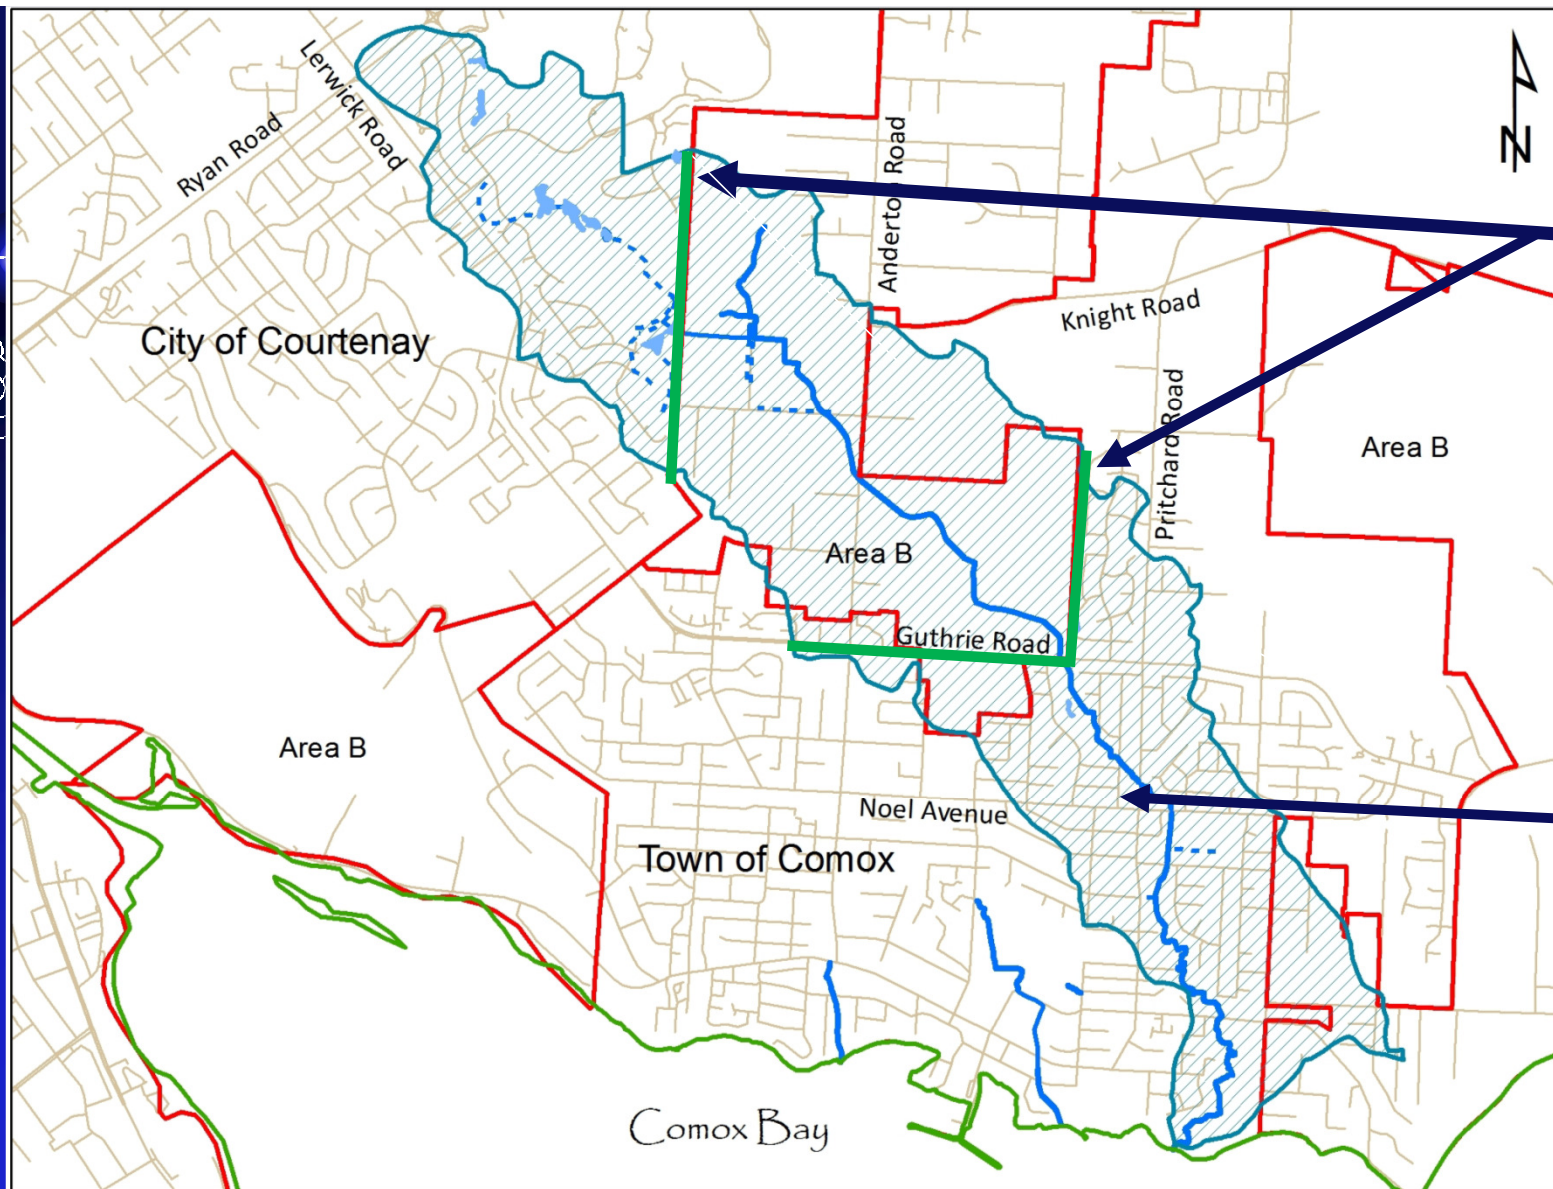 Lerwick Road
Ryan Road
Anderton Road
N
City of Courtenay
Knight Road
Pritchard Road
Area B
Area B
Guthrie Road
Area B
Noel Avenue
Town of Comox
Comox Bay